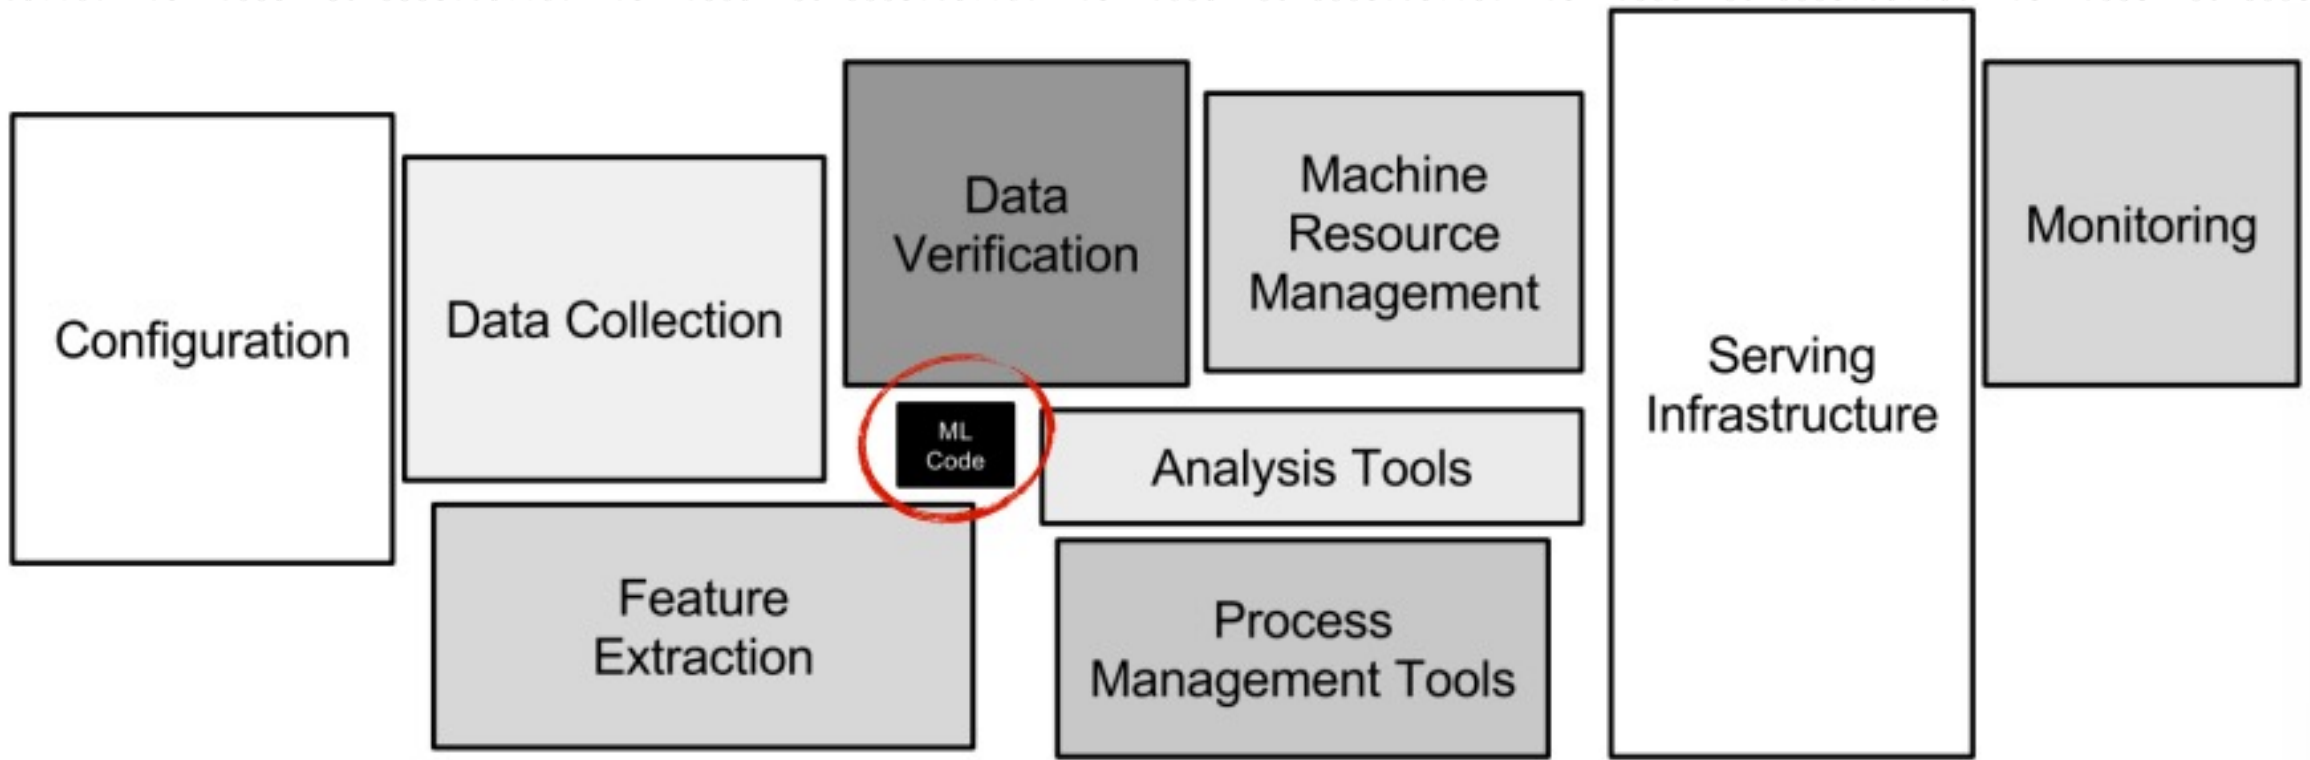 Configuration
Data Collection
Data
Verification
Machine
Resource
Management
Serving
Infrastructure
Monitoring
ML
Code
Analysis Tools
Feature
Extraction
Process
Management Tools